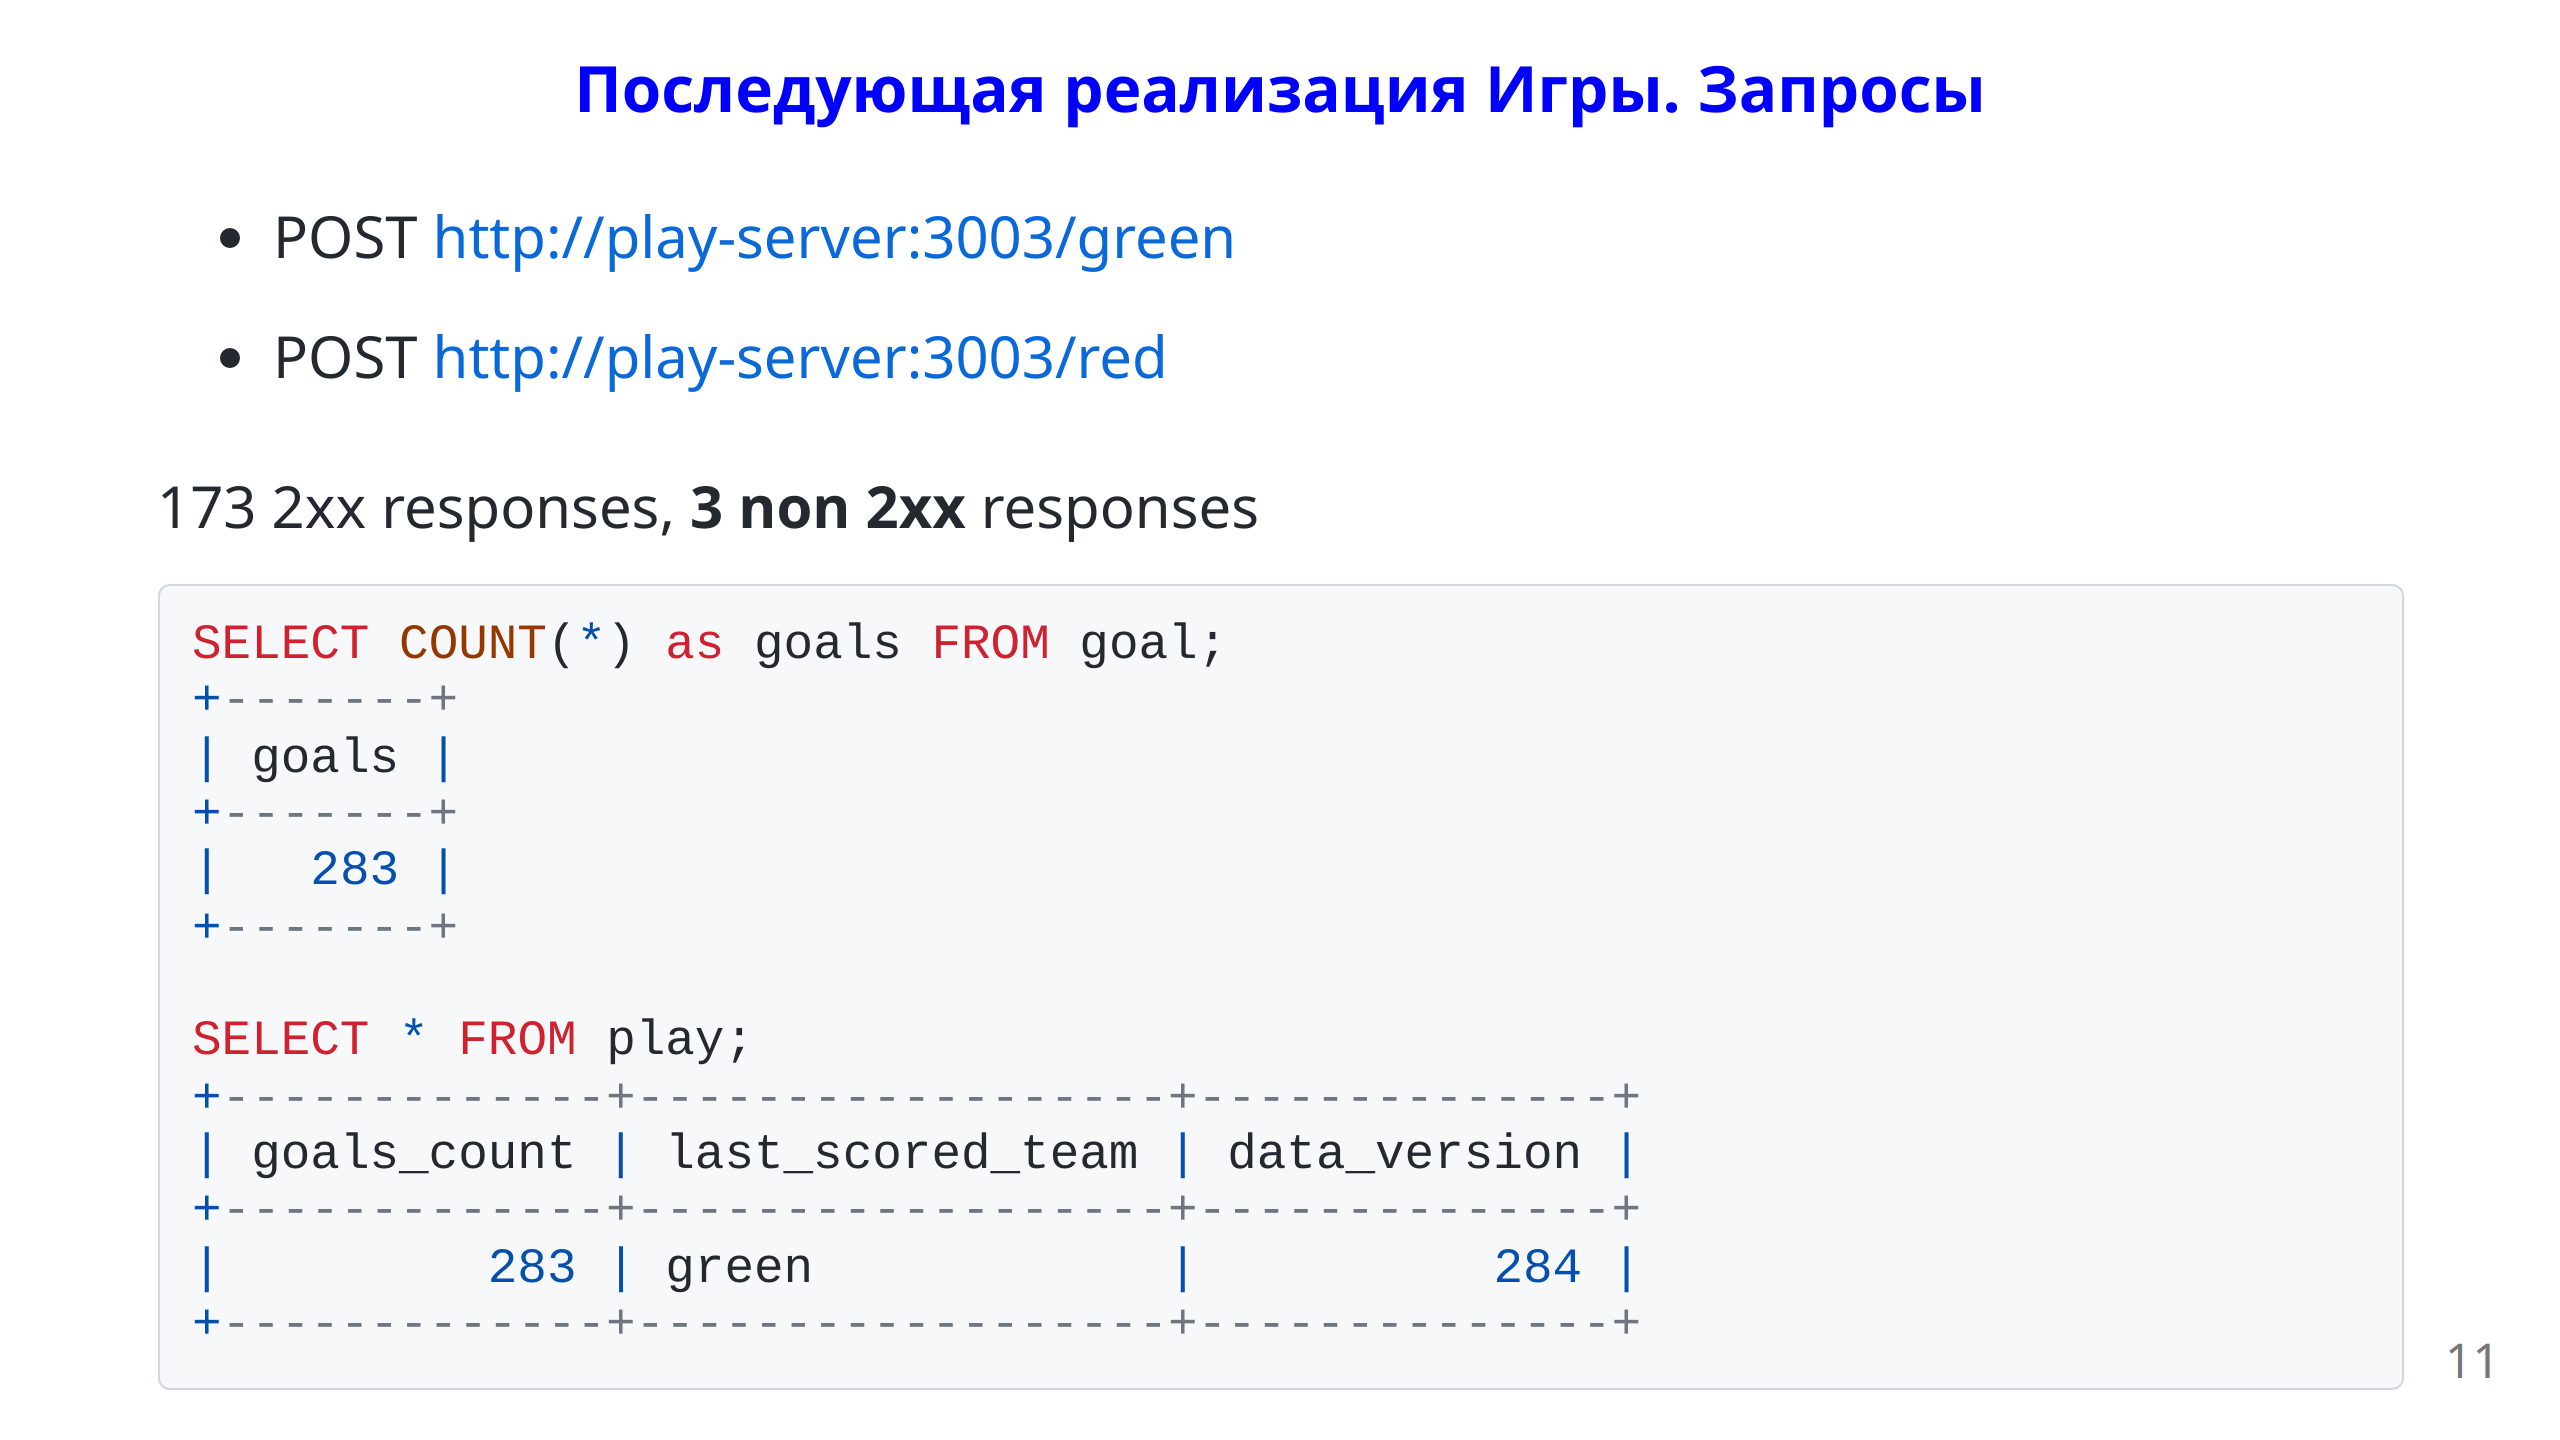 Последующая реализация Игры. Запросы
• POST http://play-server:3003/green
• POST http://play-server:3003/red
173 2xx responses, 3 non 2xx responses
SELECT COUNT(*) as goals FROM goal;
+-------+
| goals |
+-------+
|   283 |
+-------+
SELECT * FROM play;
+-------------+------------------+--------------+
| goals_count | last_scored_team | data_version |
+-------------+------------------+--------------+
|         283 | green            |          284 |
+-------------+------------------+--------------+
11